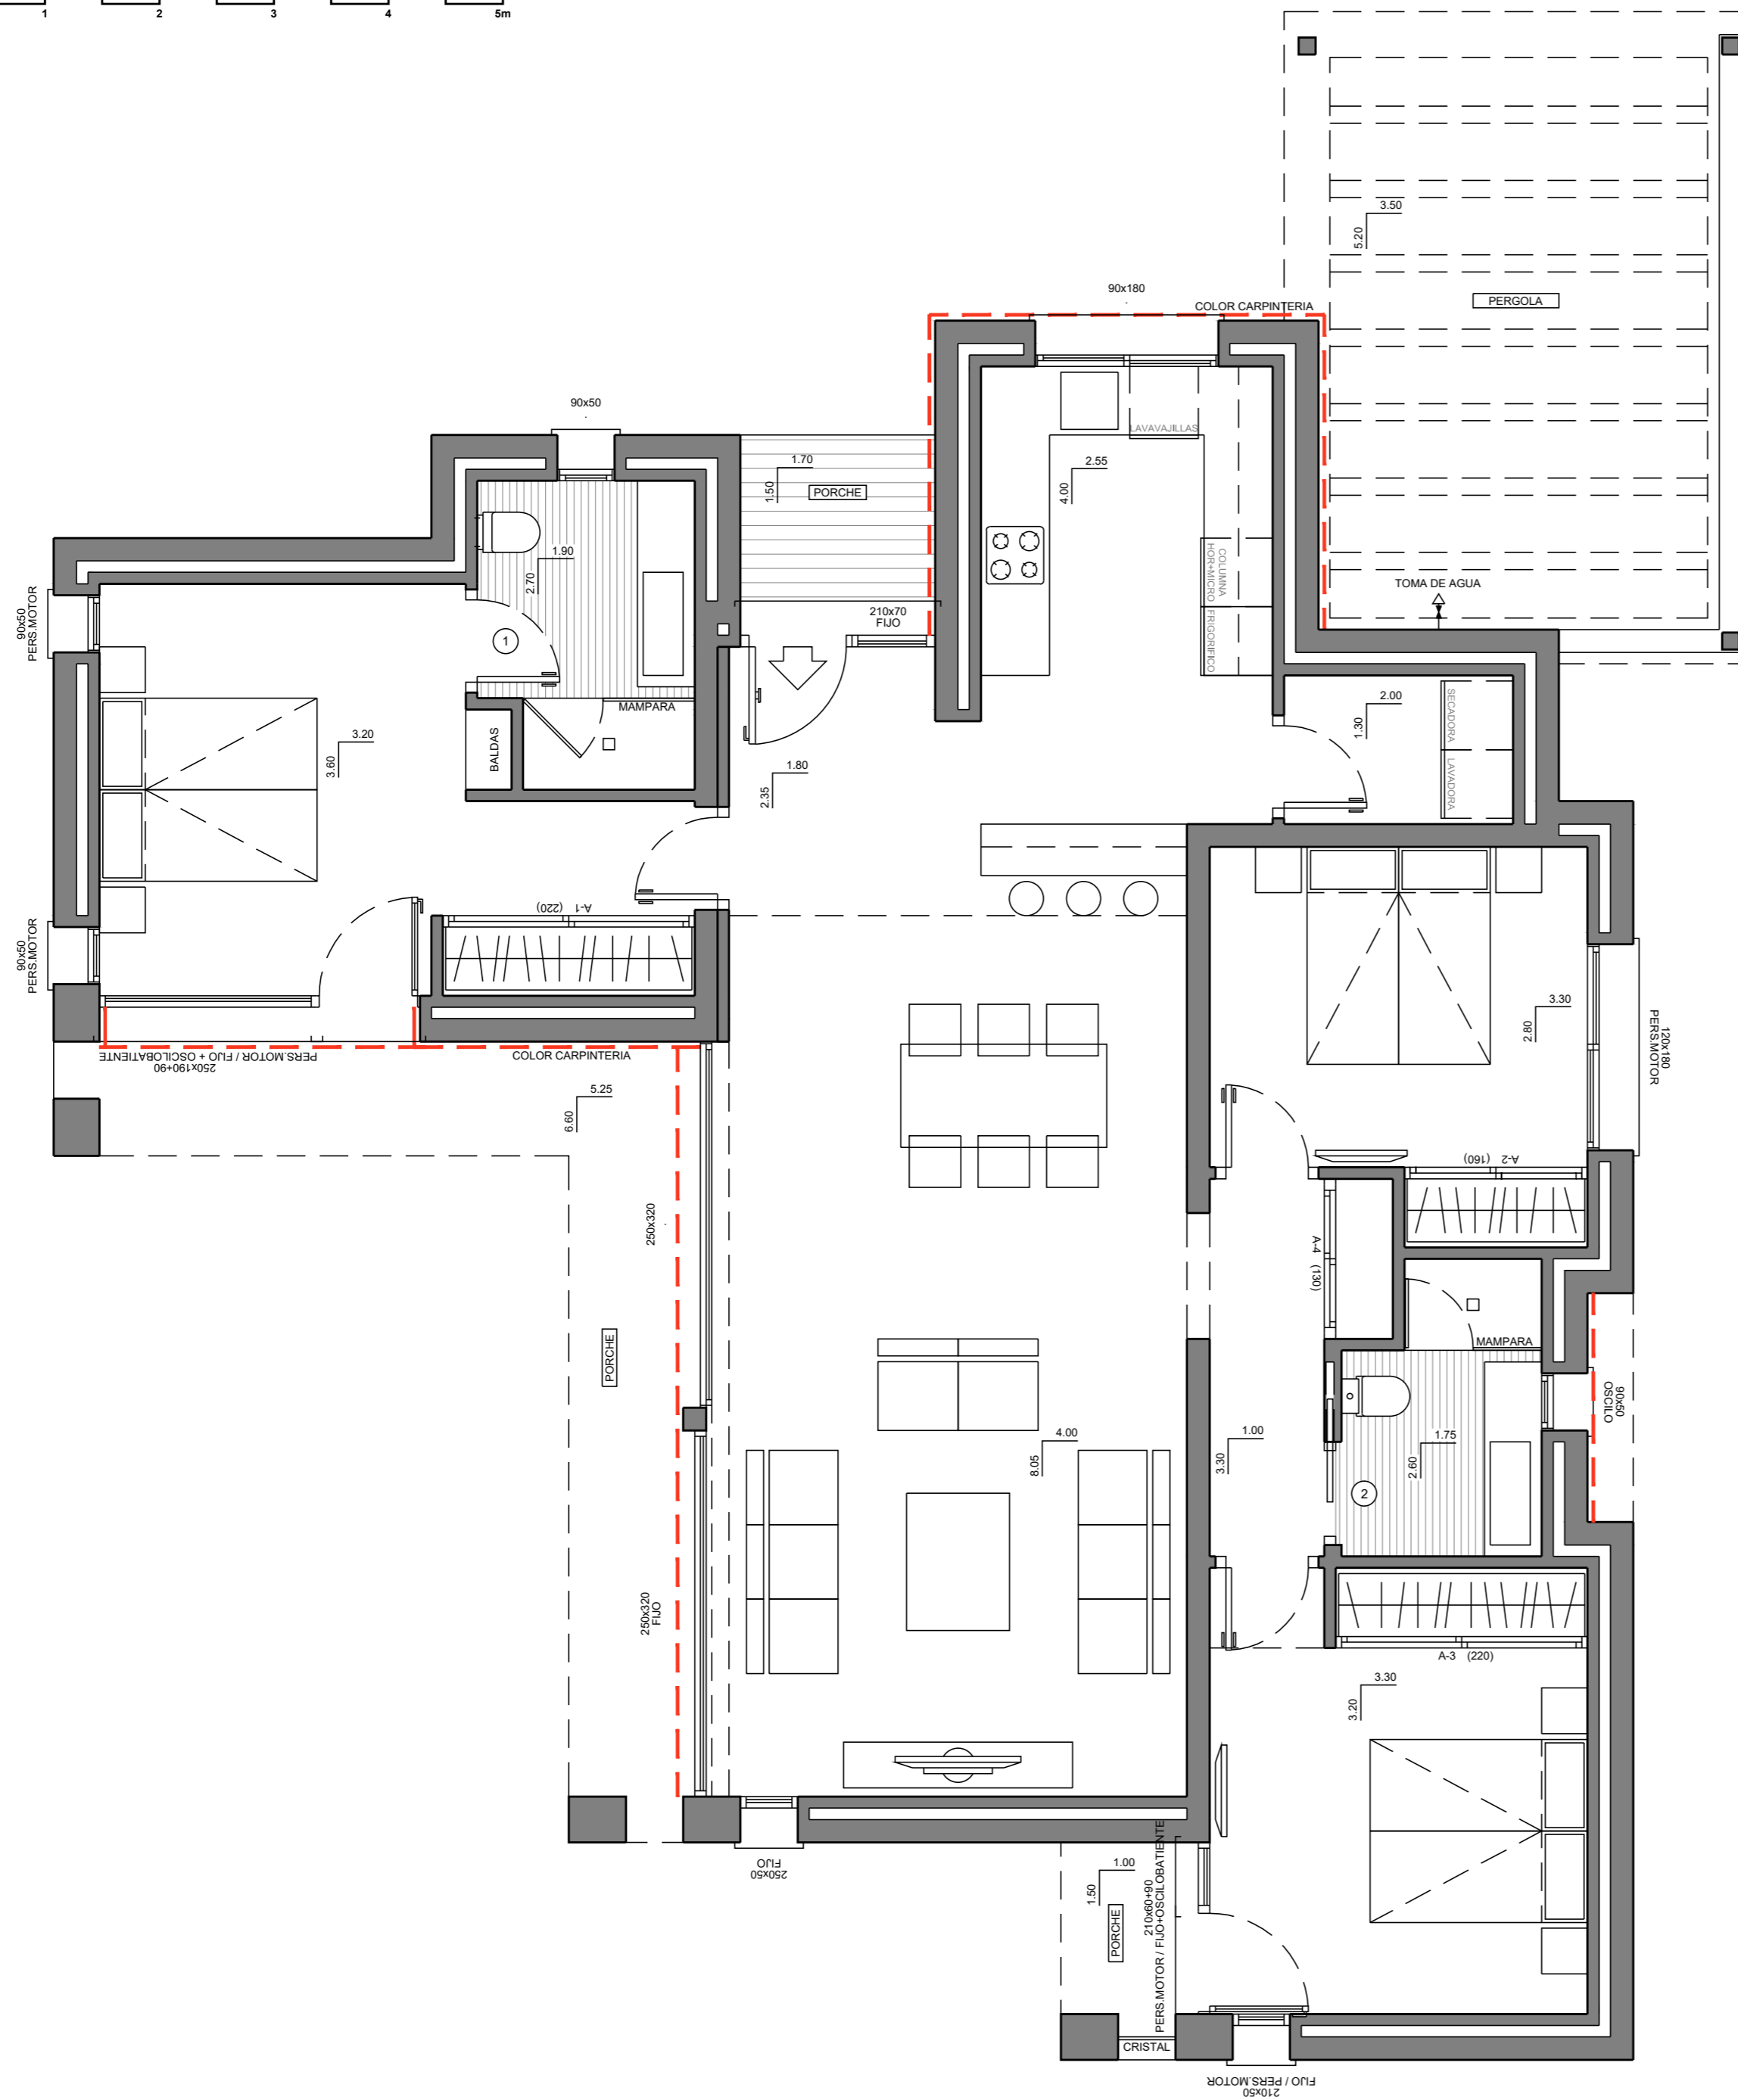 1 2 3 4 5m
3.50
5.20
PERGOLA
90x180
COLOR CARPINTERIA
90x50
LAVAVAJILLAS
1.70
1.50
PORCHE
2.55
4.00
1.90
2.70
COLUMNA
HOR+MICRO
FRIGORIFICO
TOMA DE AGUA
90x50
PERS.MOTOR
210x70
FIJO
1
MAMPARA
BALDAS
3.20
3.60
1.80
2.35
2.00
1.30
SECADORA
LAVADORA
A-1 (220)
90x50
PERS.MOTOR
250x190+90
PERS.MOTOR / FIJO + OSCILOBATIENTE
COLOR CARPINTERIA
5.25
6.60
3.30
2.80
120x180
PERS.MOTOR
A-2 (160)
250x320
A-4 (130)
PORCHE
MAMPARA
90x50
OSCILO
4.00
8.05
1.00
3.30
1.75
2.60
2
250x320
FIJO
A-3 (220)
3.30
3.20
250x50
FIJO
1.00
1.50
PORCHE
210x60+90
PERS.MOTOR / FIJO+OSCILOBATIENTE
CRISTAL
210x50
FIJO / PERS.MOTOR